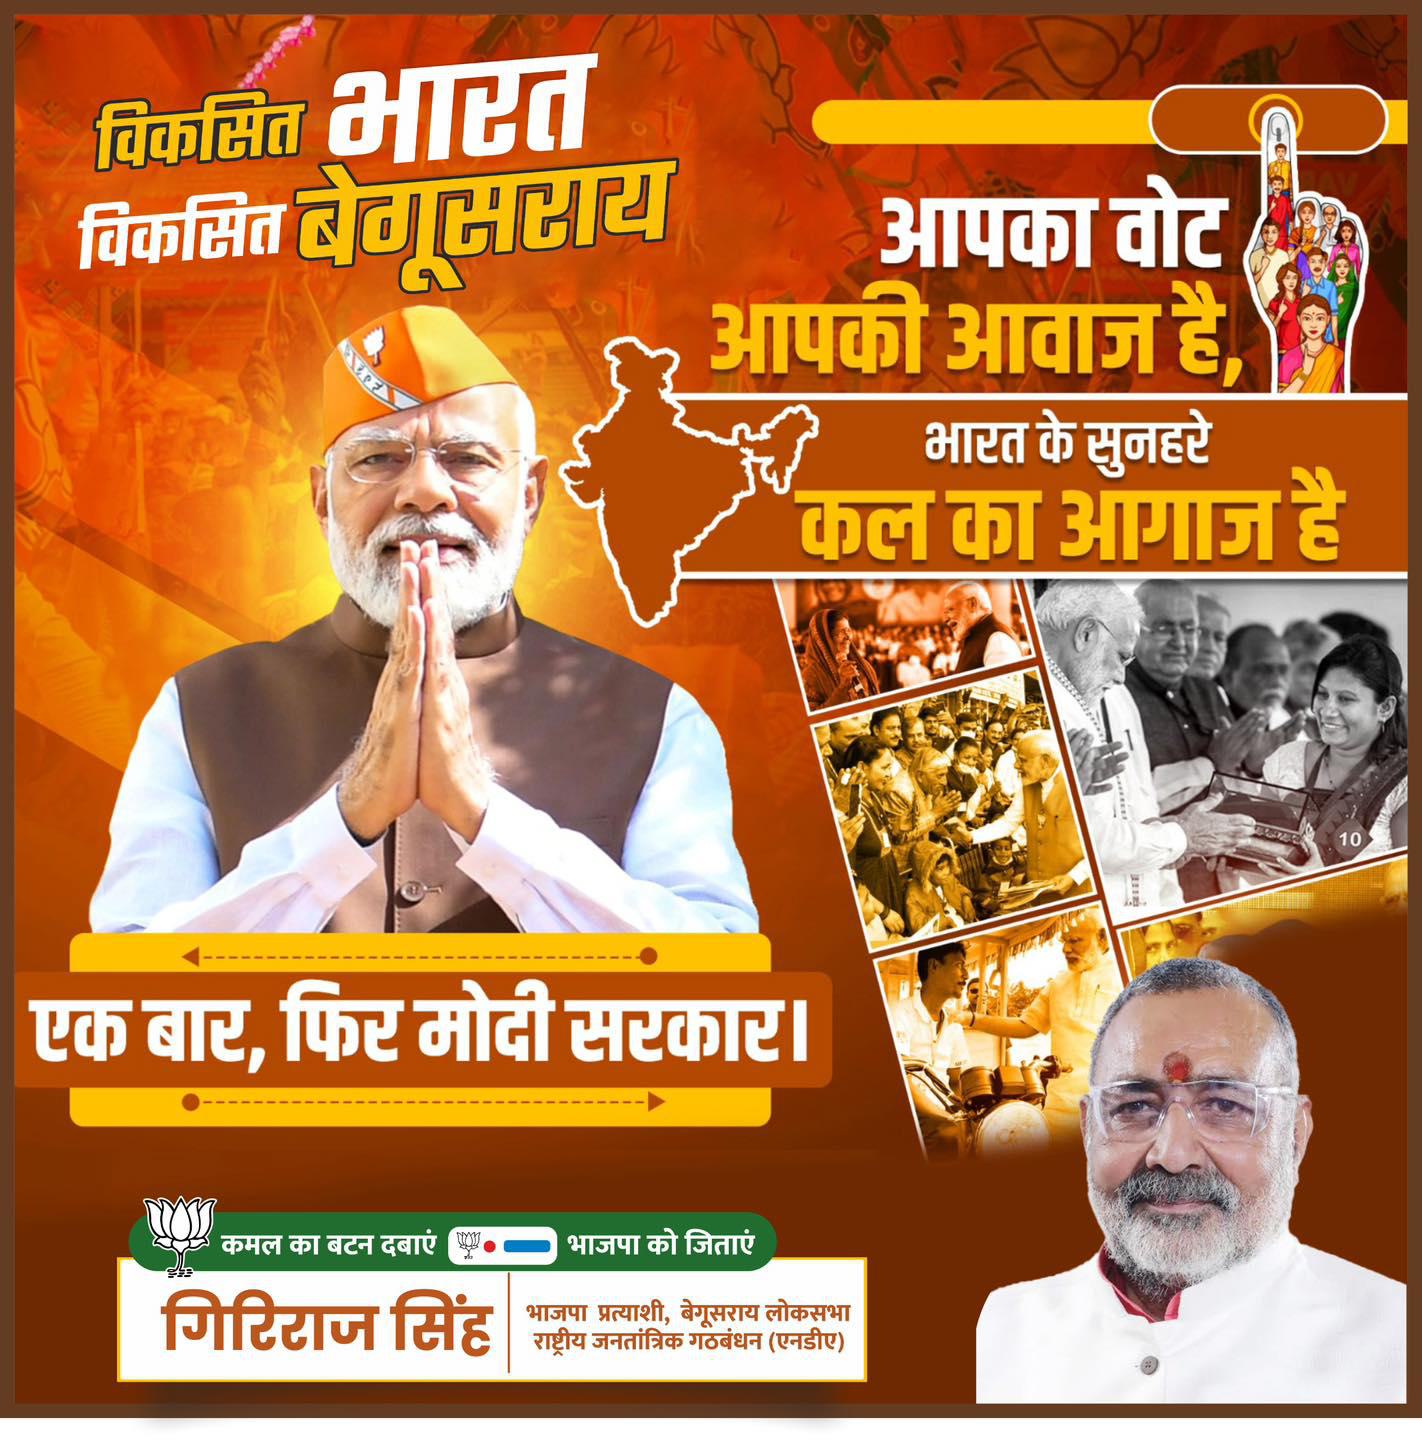 विकसित भारत
विकसित बेगूसराय
आपका वोट
आपकी आवाज है,
भारत के सुनहरे
कल का आगाज है
10
एक बार, फिर मोदी सरकार।
कमल का बटन दबाएं भाजपा को जिताएं
गिरिराज सिंह
भाजपा प्रत्याशी, बेगूसराय लोकसभा
राष्ट्रीय जनतांत्रिक गठबंधन (एनडीए)